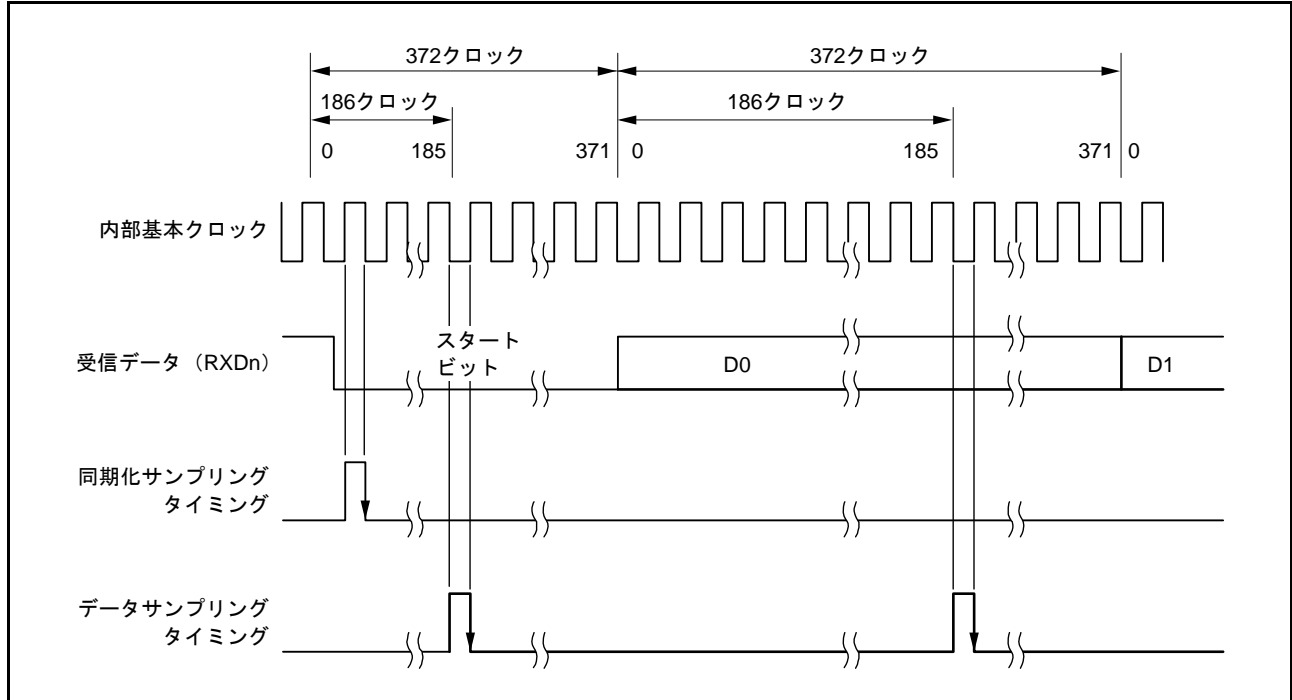 372クロック 372クロック
186クロック 186クロック
0 185 371 0 185 371 0
内部基本クロック
スタート
ビット
受信データ（RXDn） D0 D1
同期化サンプリング
タイミング
データサンプリング
タイミング